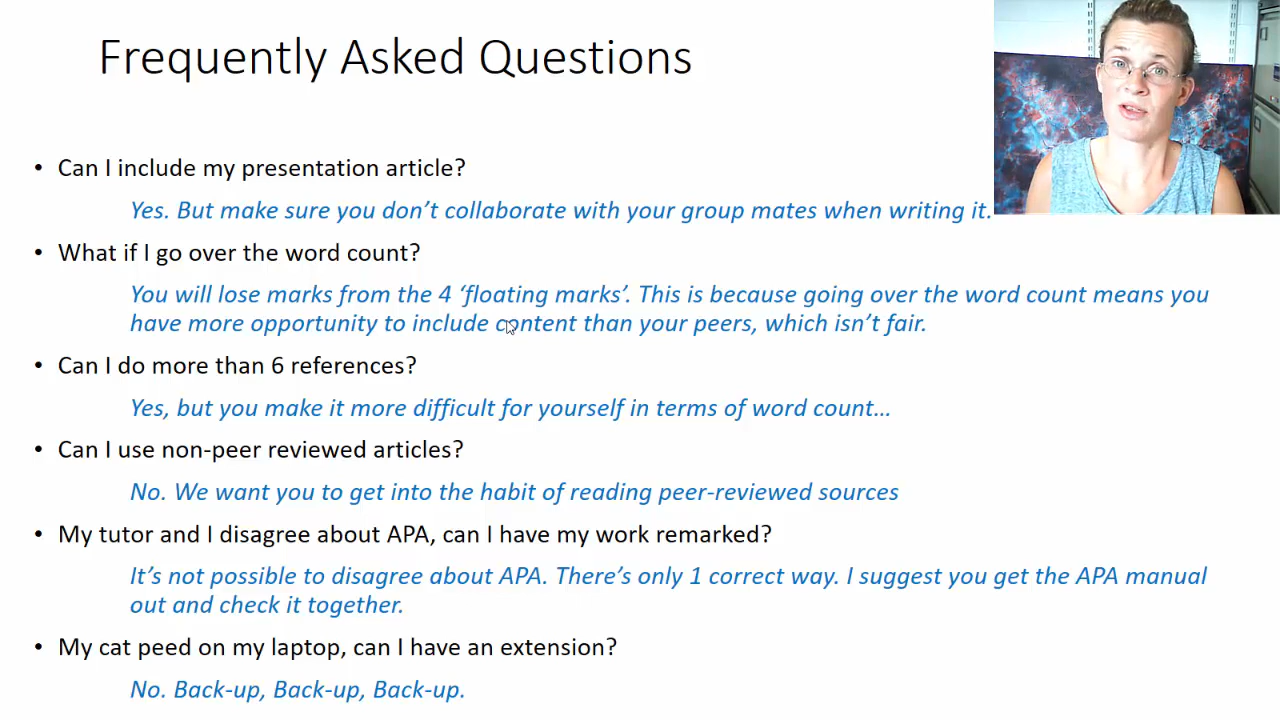 Frequently Asked Questions
• Can I include my presentation article?
Yes. But make sure you don’t collaborate with your group mates when writing it.
• What if I go over the word count?
You will lose marks from the 4 ‘floating marks’. This is because going over the word count means you
have more opportunity to include content than your peers, which isn’t fair.
• Can I do more than 6 references?
Yes, but you make it more difficult for yourself in terms of word count…
• Can I use non-peer reviewed articles?
No. We want you to get into the habit of reading peer-reviewed sources
• My tutor and I disagree about APA, can I have my work remarked?
It’s not possible to disagree about APA. There’s only 1 correct way. I suggest you get the APA manual
out and check it together.
• My cat peed on my laptop, can I have an extension?
No. Back-up, Back-up, Back-up.